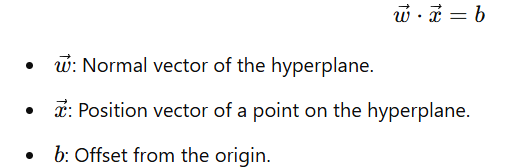 w⃗ · x⃗ = b
• w⃗: Normal vector of the hyperplane.
• x⃗: Position vector of a point on the hyperplane.
• b: Offset from the origin.